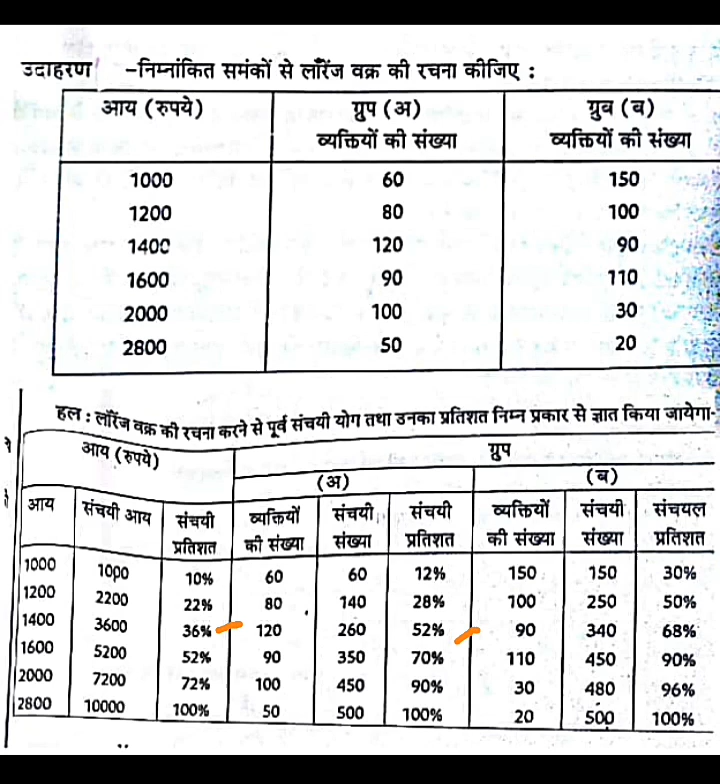 उदाहरण -निम्नांकित समंकों से लॉरेंज वक्र की रचना कीजिए :
आय (रुपये) ग्रुप (अ) ग्रुव (ब)
व्यक्तियों की संख्या व्यक्तियों की संख्या
1000 60 150
1200 80 100
1400 120 90
1600 90 110
2000 100 30
2800 50 20
हल : लॉरेंज वक्र की रचना करने से पूर्व संचयी योग तथा उनका प्रतिशत निम्न प्रकार से ज्ञात किया जायेगा-
आय (रुपये) ग्रुप
(अ) (ब)
आय संचयी आय संचयी व्यक्तियों संचयी संचयी व्यक्तियों संचयी संचयल
प्रतिशत की संख्या संख्या प्रतिशत की संख्या संख्या प्रतिशत
1000 1000 10% 60 60 12% 150 150 30%
1200 2200 22% 80 140 28% 100 250 50%
1400 3600 36% 120 260 52% 90 340 68%
1600 5200 52% 90 350 70% 110 450 90%
2000 7200 72% 100 450 90% 30 480 96%
2800 10000 100% 50 500 100% 20 500 100%